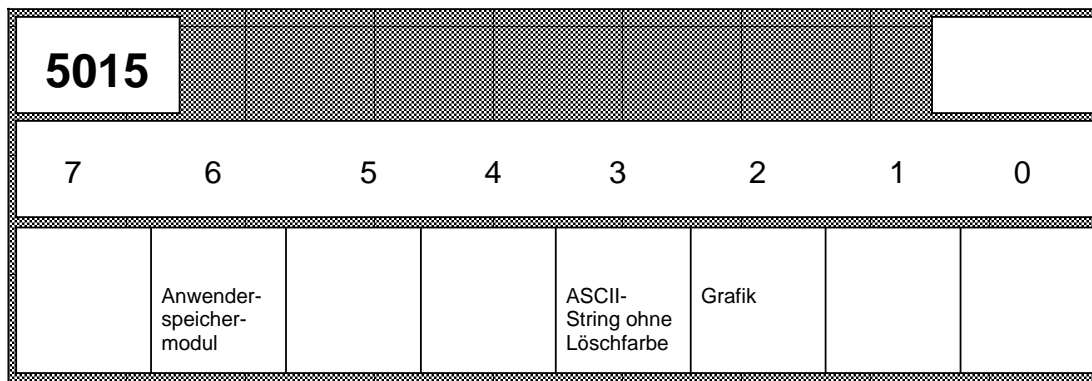 5015
7 6 5 4 3 2 1 0
Anwender-
speicher-
modul
ASCII-
String ohne
Löschfarbe
Grafik